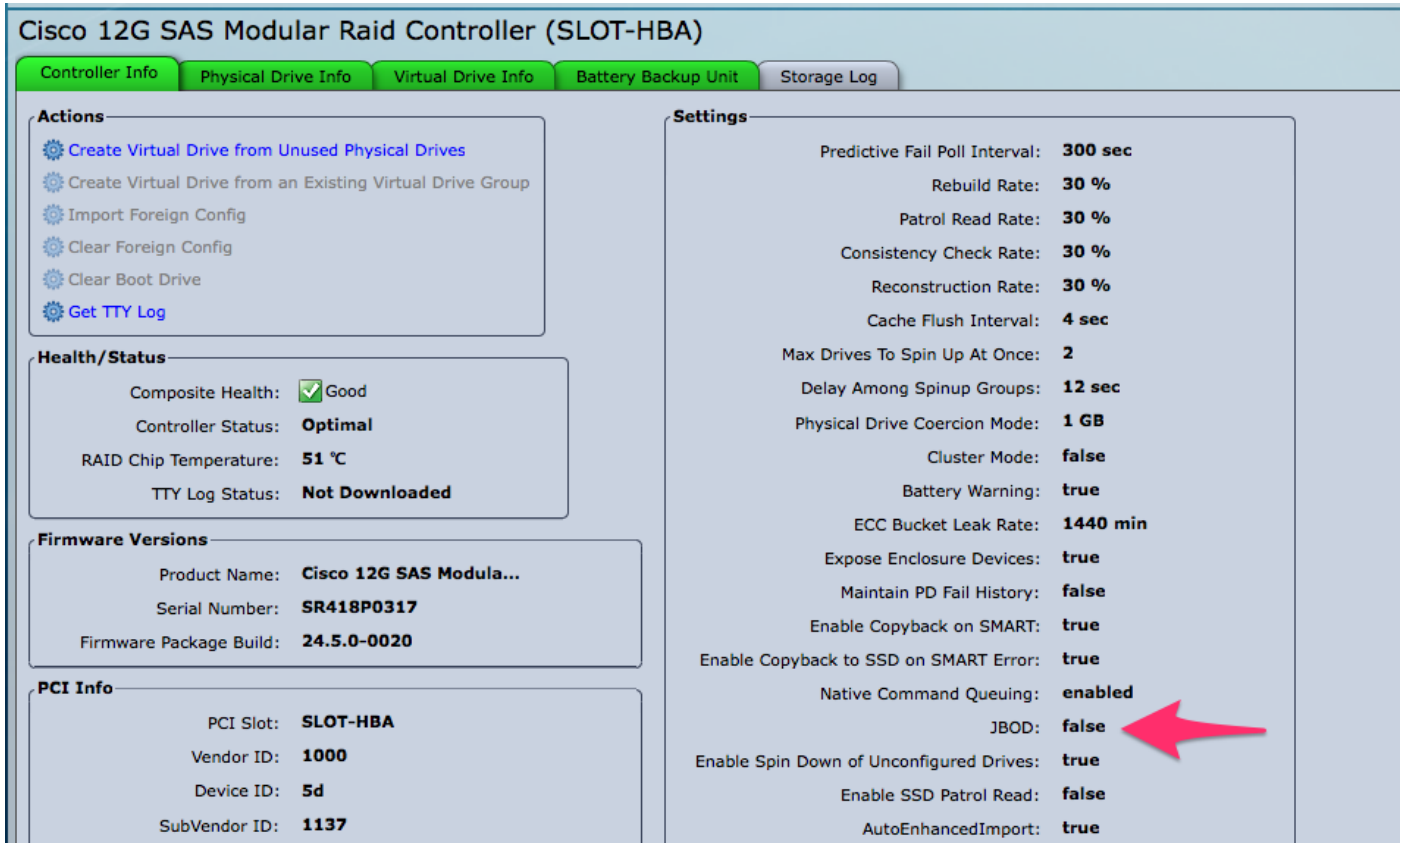 Cisco 12G SAS Modular Raid Controller (SLOT-HBA)
Controller Info
Physical Drive Info
Virtual Drive Info
Battery Backup Unit
Storage Log
Actions
Create Virtual Drive from Unused Physical Drives
Create Virtual Drive from an Existing Virtual Drive Group
Import Foreign Config
Clear Foreign Config
Clear Boot Drive
Get TTY Log
Health/Status
Composite Health: Good
Controller Status: Optimal
RAID Chip Temperature: 51 °C
TTY Log Status: Not Downloaded
Firmware Versions
Product Name: Cisco 12G SAS Modula...
Serial Number: SR418P0317
Firmware Package Build: 24.5.0-0020
PCI Info
PCI Slot: SLOT-HBA
Vendor ID: 1000
Device ID: 5d
SubVendor ID: 1137
Settings
Predictive Fail Poll Interval: 300 sec
Rebuild Rate: 30 %
Patrol Read Rate: 30 %
Consistency Check Rate: 30 %
Reconstruction Rate: 30 %
Cache Flush Interval: 4 sec
Max Drives To Spin Up At Once: 2
Delay Among Spinup Groups: 12 sec
Physical Drive Coercion Mode: 1 GB
Cluster Mode: false
Battery Warning: true
ECC Bucket Leak Rate: 1440 min
Expose Enclosure Devices: true
Maintain PD Fail History: false
Enable Copyback on SMART: true
Enable Copyback to SSD on SMART Error: true
Native Command Queuing: enabled
JBOD: false
Enable Spin Down of Unconfigured Drives: true
Enable SSD Patrol Read: false
AutoEnhancedImport: true